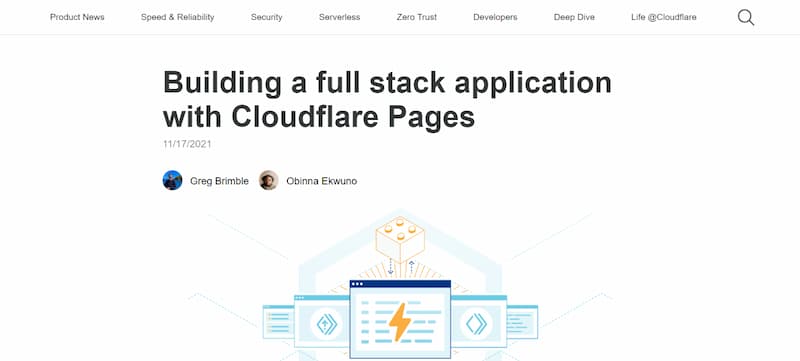 Product News Speed & Reliability Security Serverless Zero Trust Developers Deep Dive Life @Cloudflare
Building a full stack application
with Cloudflare Pages
11/17/2021
Greg Brimble Obinna Ekwuno